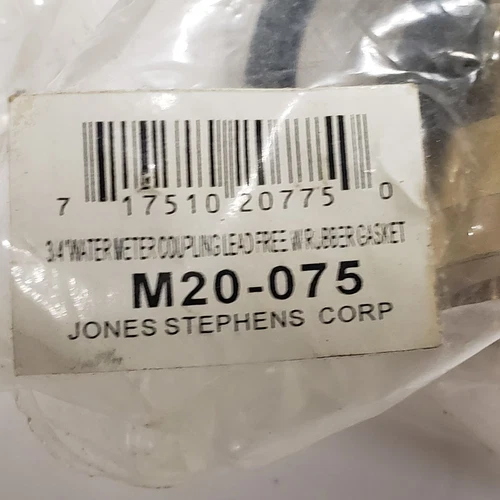 7 17510 20775 0
3/4"WATER METER COUPLING LEAD FREE W/RUBBER GASKET
M20-075
JONES STEPHENS CORP